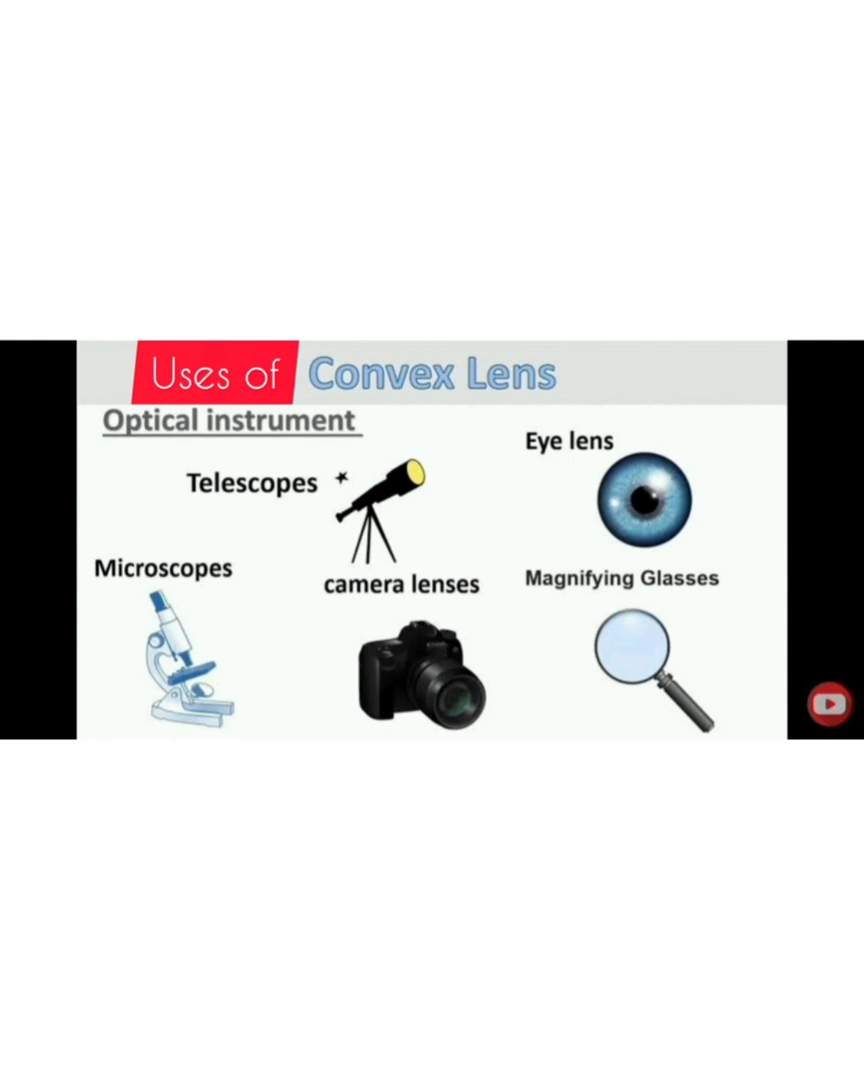 Uses of Convex Lens
Optical instrument
Eye lens
Telescopes
Microscopes
camera lenses
Magnifying Glasses